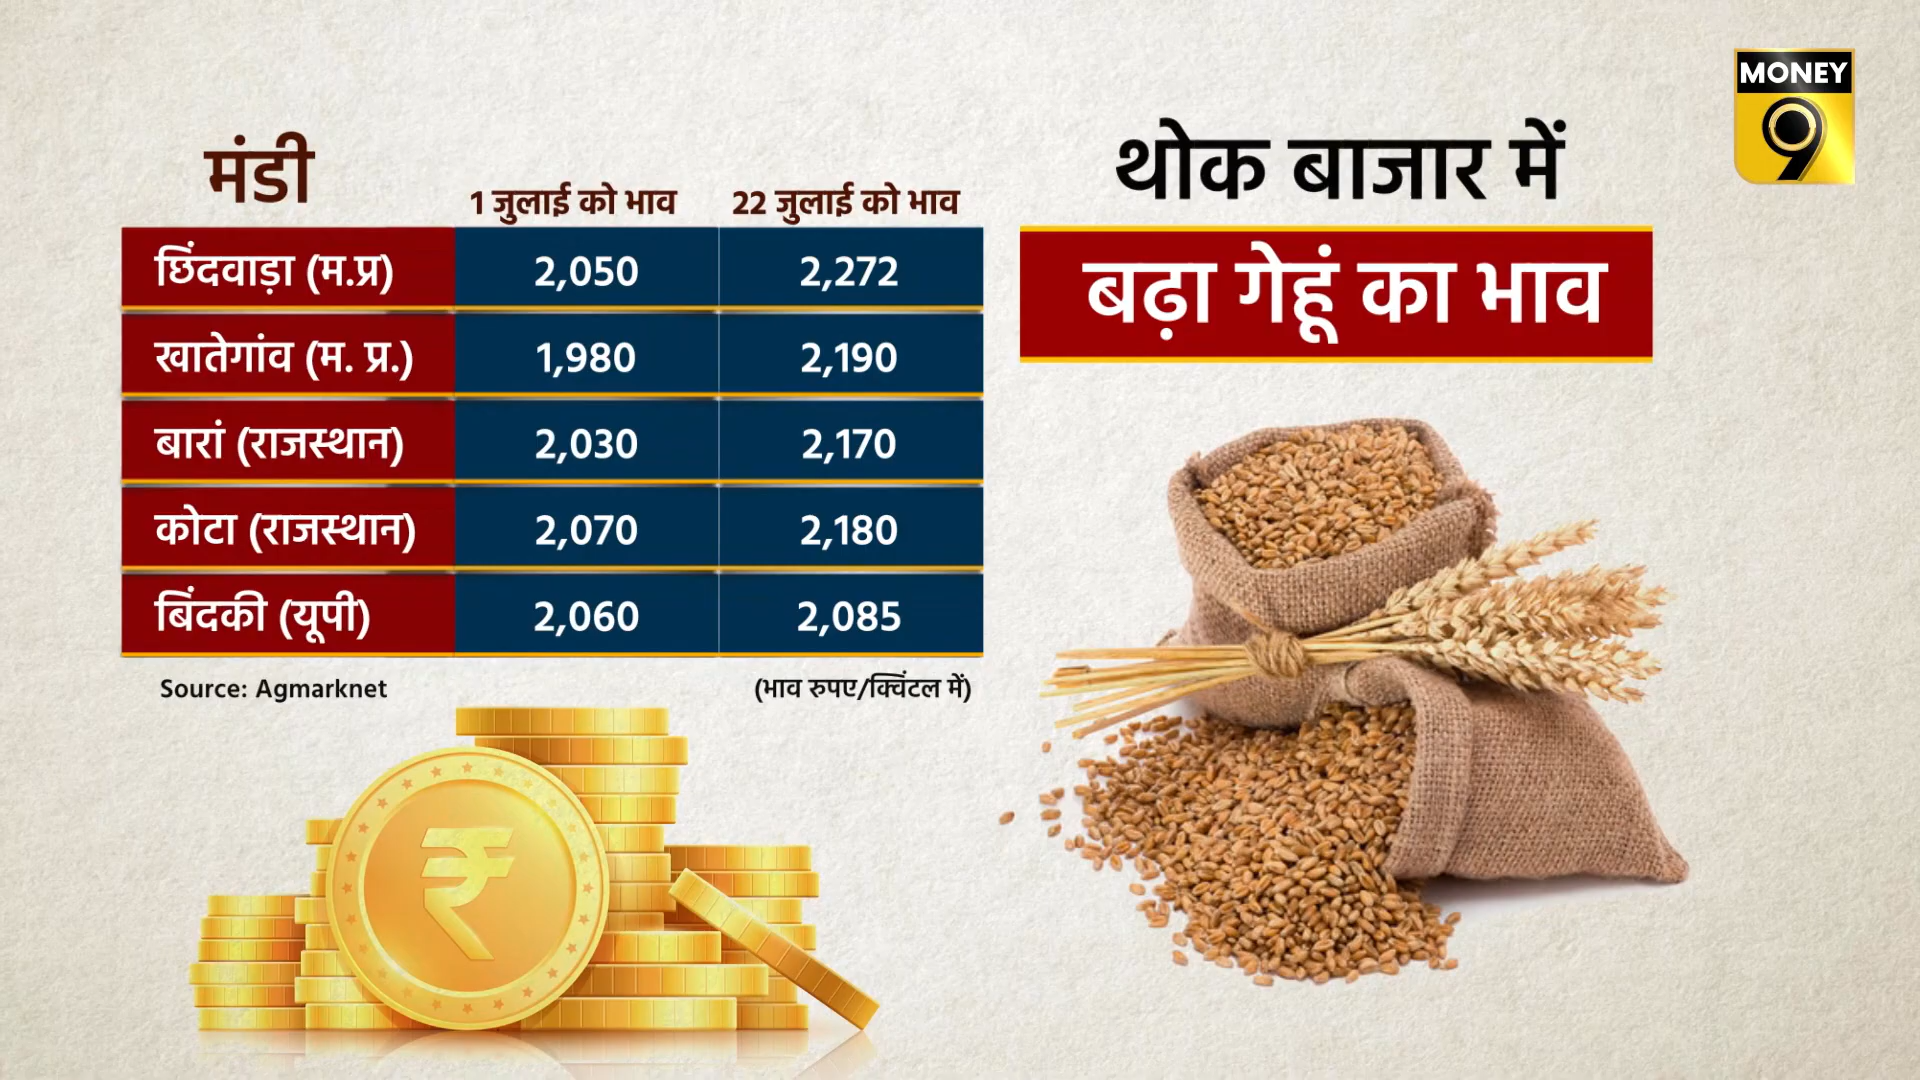 MONEY
9
थोक बाजार में
बढ़ा गेहूं का भाव
मंडी 1 जुलाई को भाव 22 जुलाई को भाव
छिंदवाड़ा (म.प्र) 2,050 2,272
खातेगांव (म. प्र.) 1,980 2,190
बारां (राजस्थान) 2,030 2,170
कोटा (राजस्थान) 2,070 2,180
बिंदकी (यूपी) 2,060 2,085
Source: Agmarknet (भाव रुपए/क्विंटल में)
₹